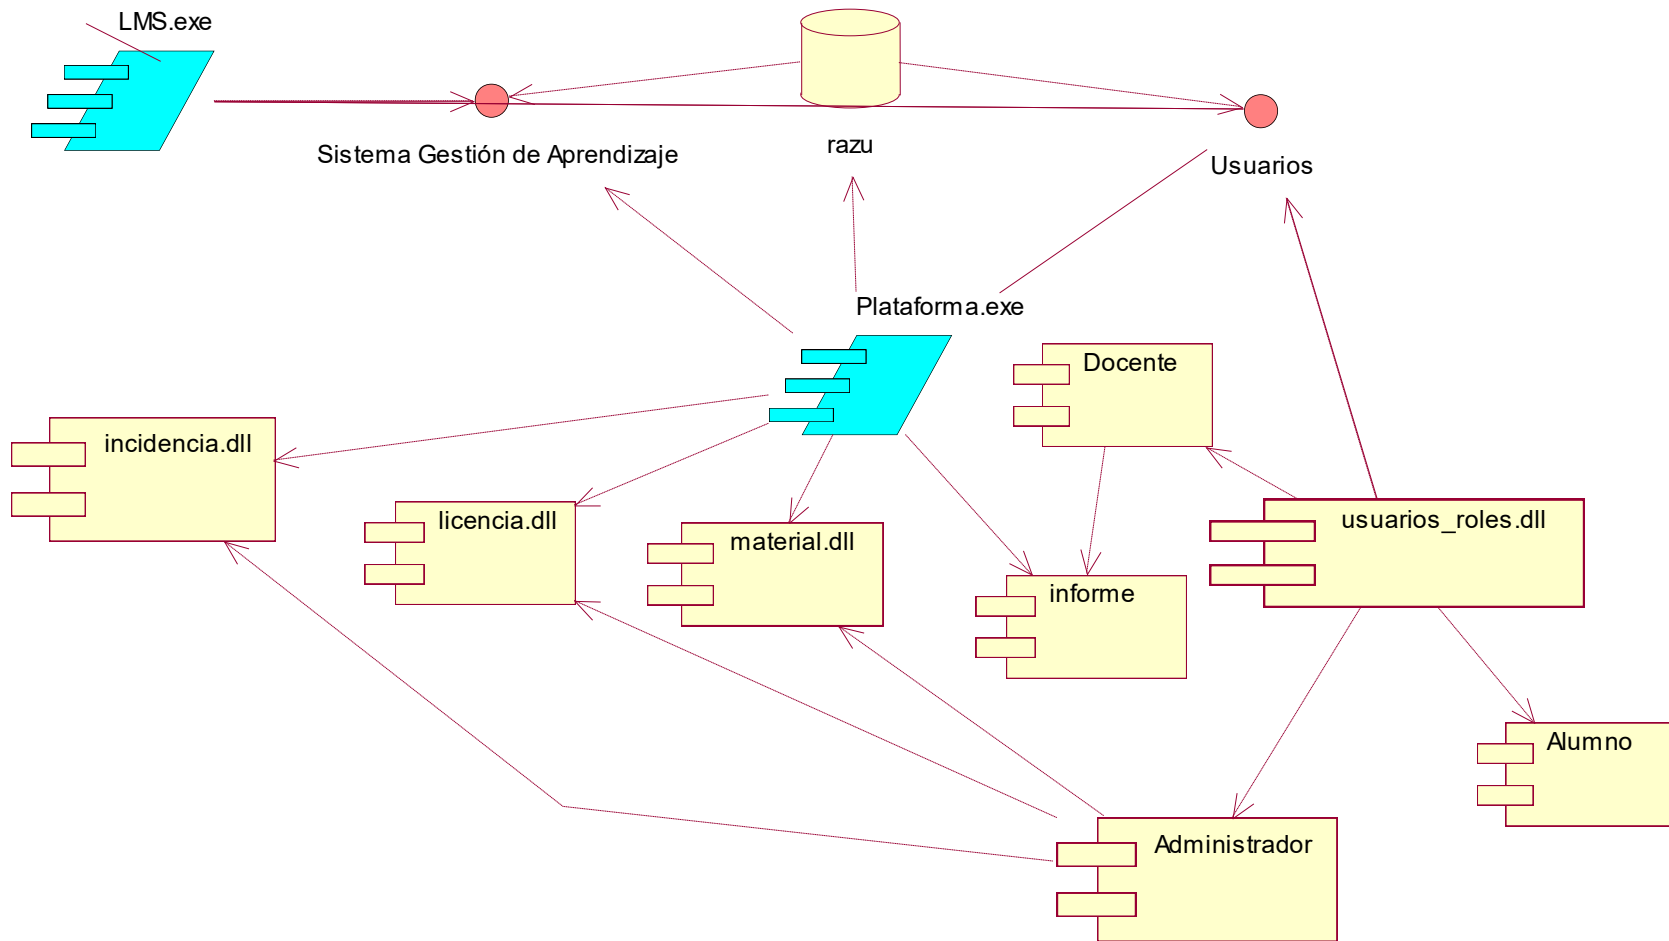 LMS.exe
Sistema Gestión de Aprendizaje
razu
Usuarios
Plataforma.exe
Docente
incidencia.dll
licencia.dll
material.dll
usuarios_roles.dll
informe
Alumno
Administrador